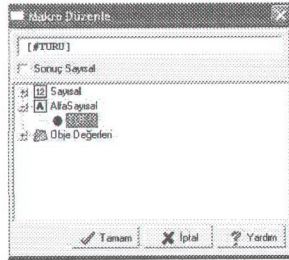 Makro Düzenle
[#TURU]
Sonuç Sayısal
12 Sayısal
A AlfaSayısal
Obje Değerleri
Tamam İptal ? Yardım